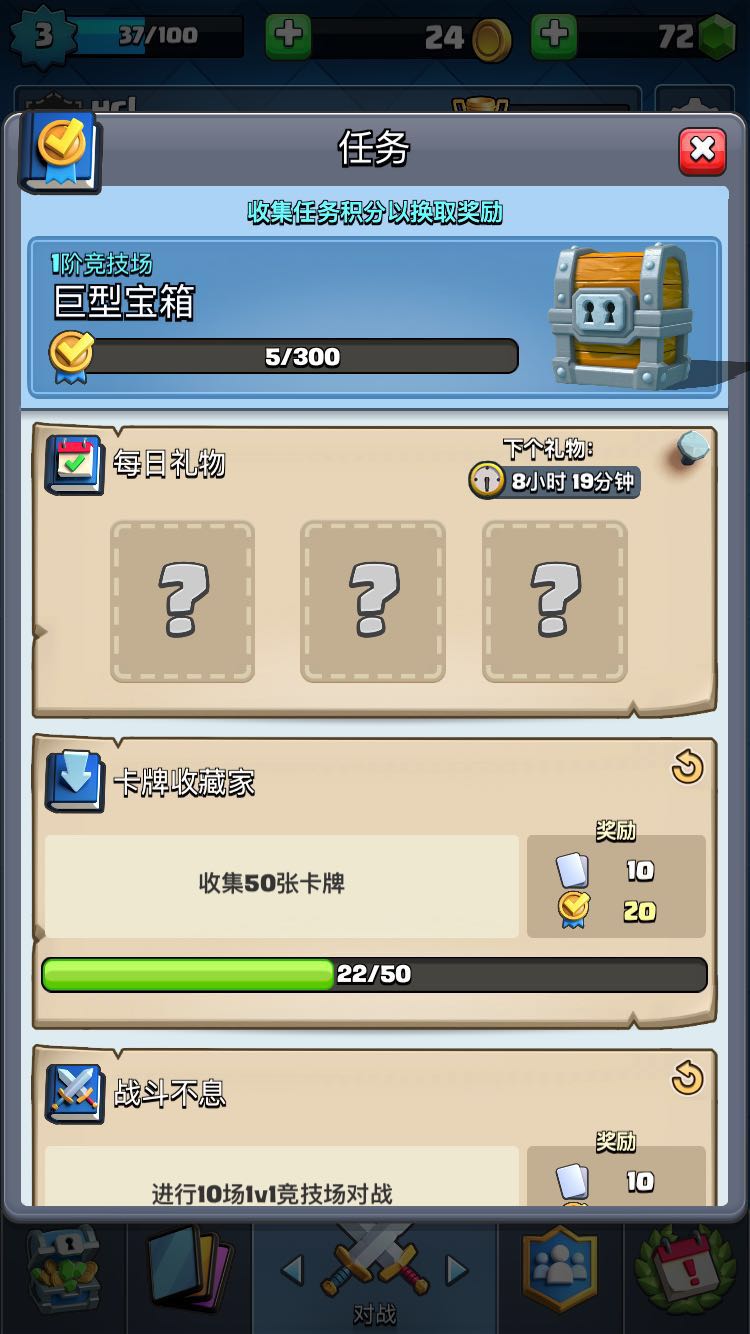 3
37/100
24
72
任务
收集任务积分以换取奖励
1阶竞技场
巨型宝箱
5/300
每日礼物
下个礼物:
8小时 19分钟
?
?
?
卡牌收藏家
奖励
收集50张卡牌
10
20
22/50
战斗不息
奖励
进行10场1v1竞技场对战
10
对战